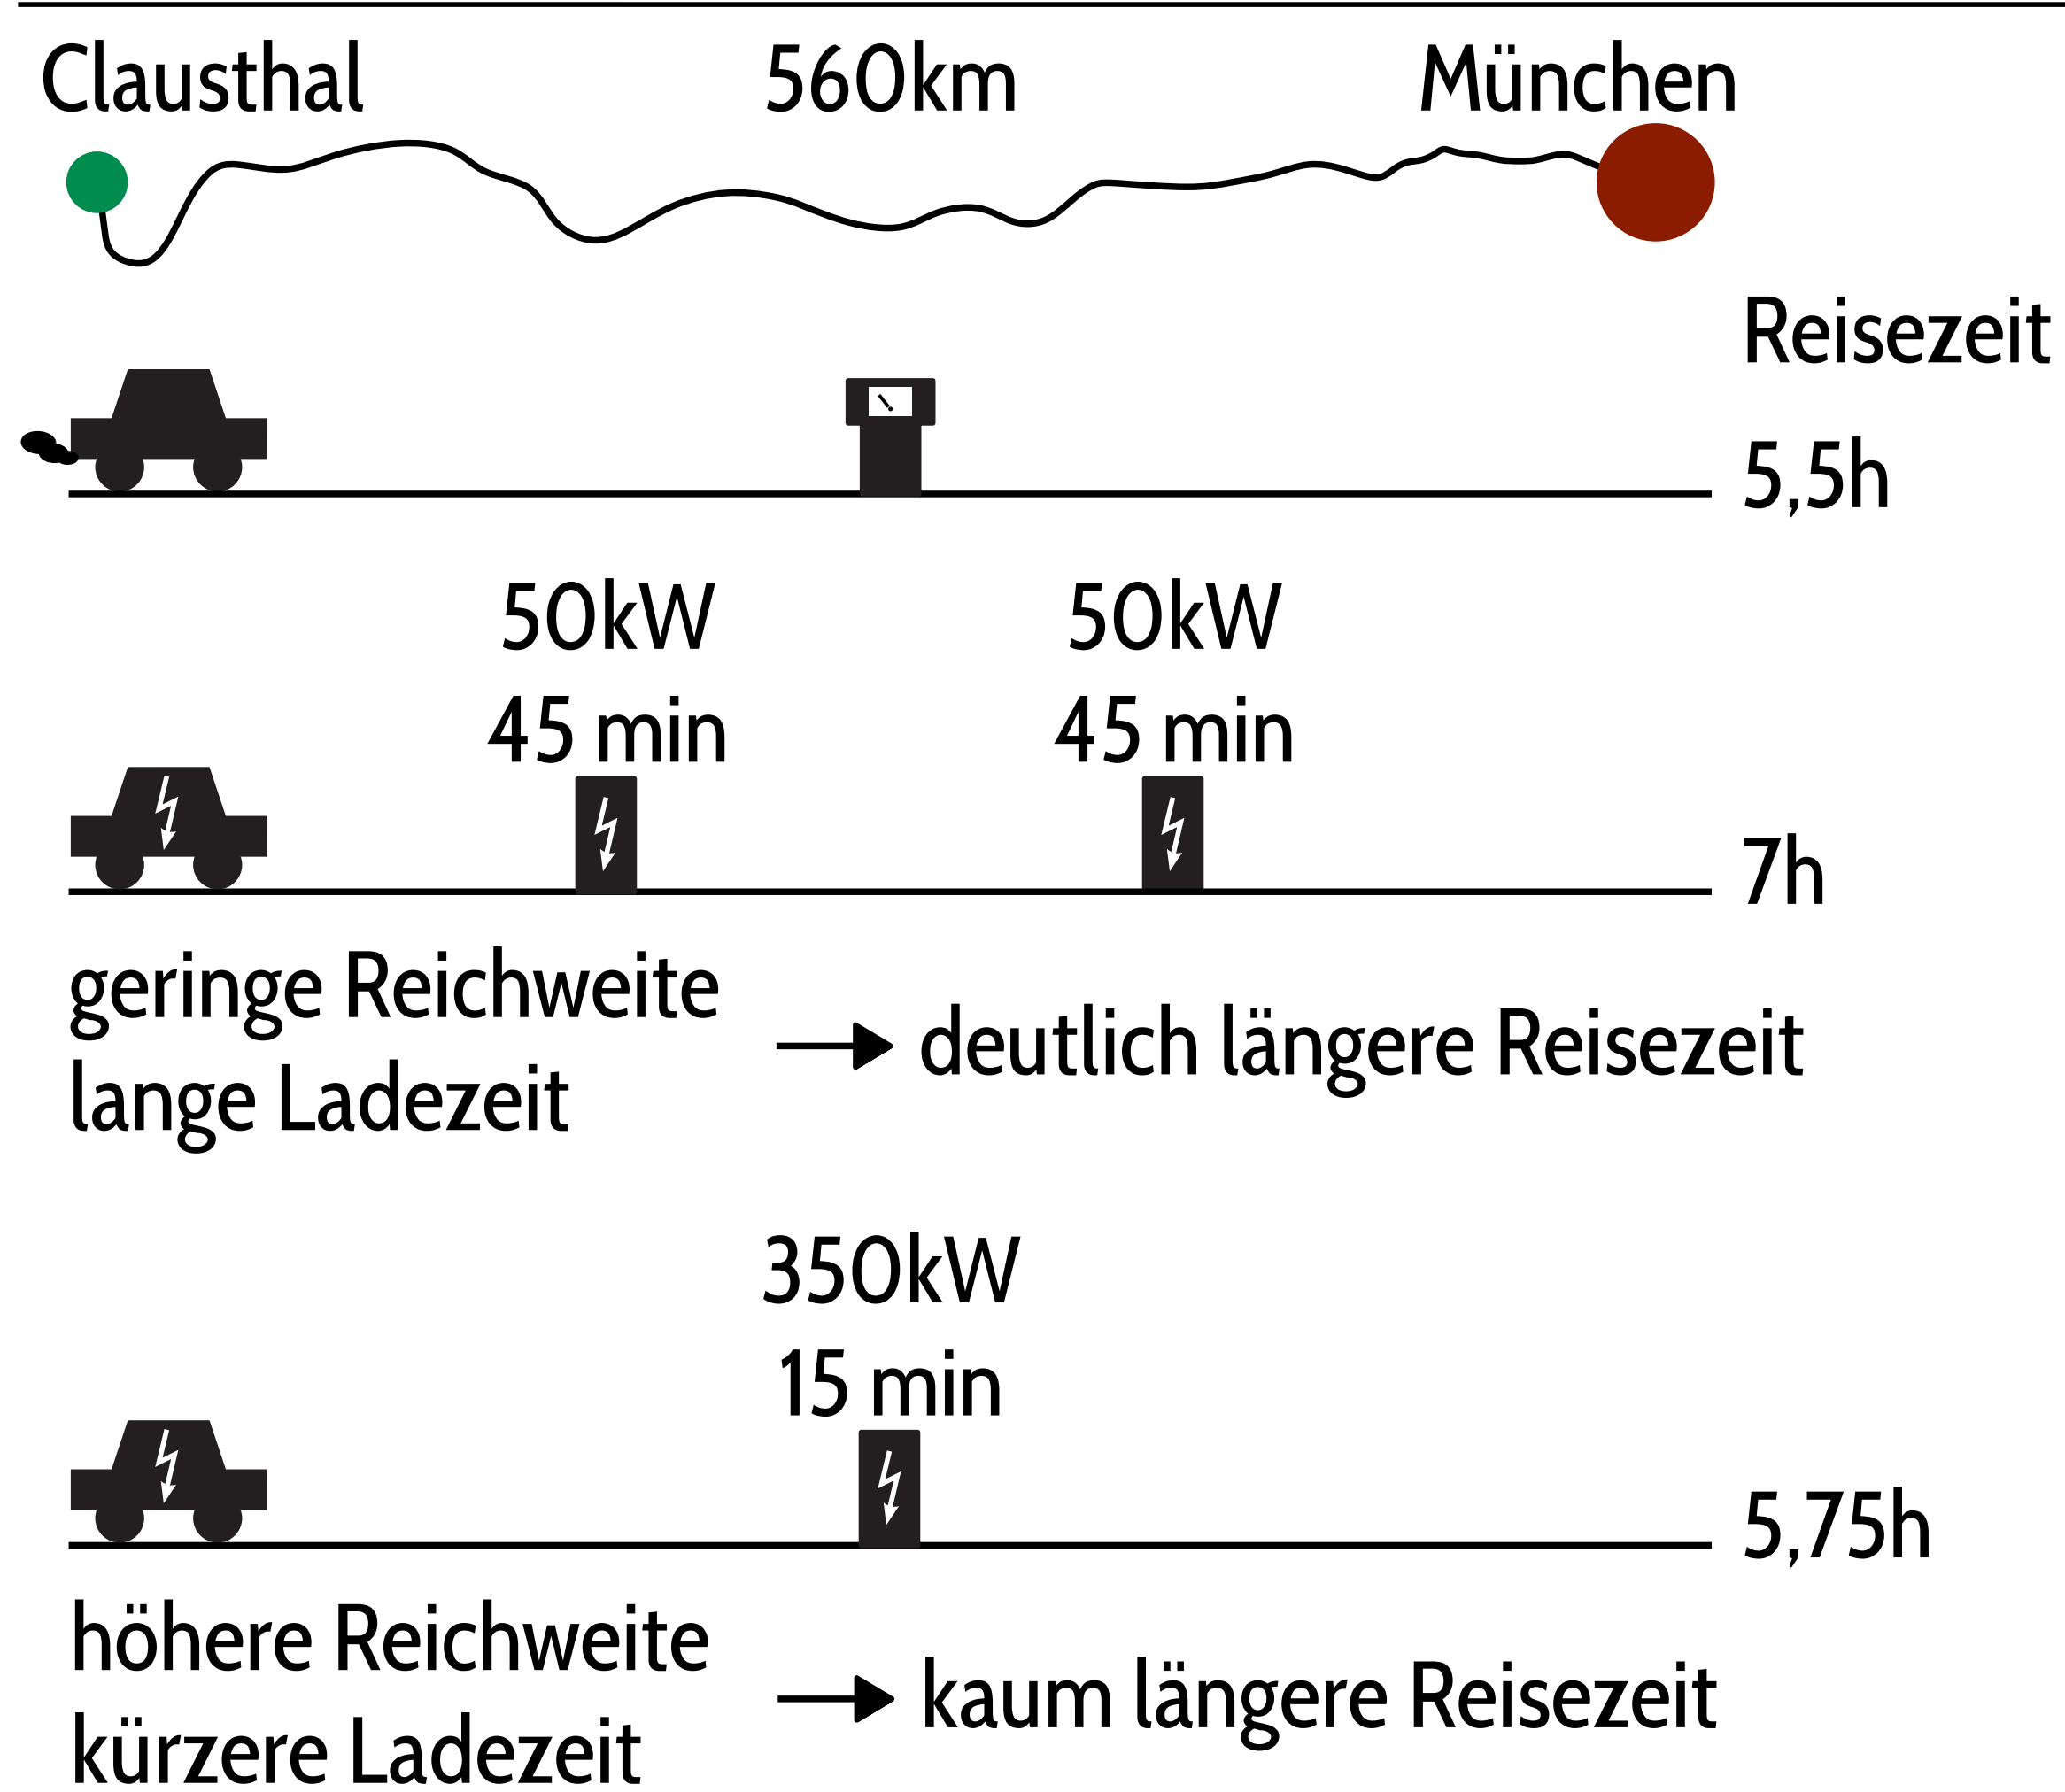 Clausthal 560km München
Reisezeit
5,5h
50kW 50kW
45 min 45 min
7h
geringe Reichweite
lange Ladezeit
deutlich längere Reisezeit
350kW
15 min
5,75h
höhere Reichweite
kürzere Ladezeit
kaum längere Reisezeit